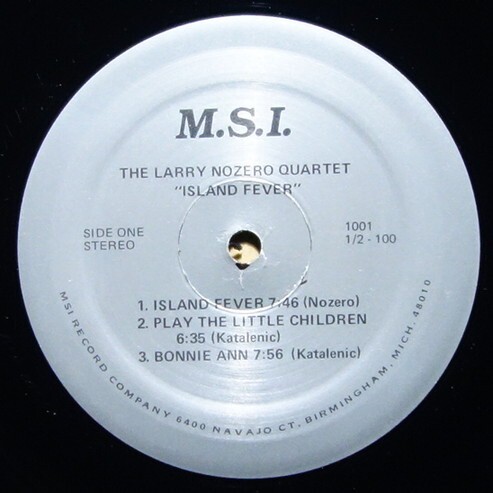 M.S.I.
THE LARRY NOZERO QUARTET
"ISLAND FEVER"
SIDE ONE
STEREO
1001
1/2 - 100
1. ISLAND FEVER 7:46 (Nozero)
2. PLAY THE LITTLE CHILDREN
6:35 (Katalenic)
3. BONNIE ANN 7:56 (Katalenic)
MSI RECORD COMPANY 6400 NAVAJO CT. BIRMINGHAM, MICH. 48010